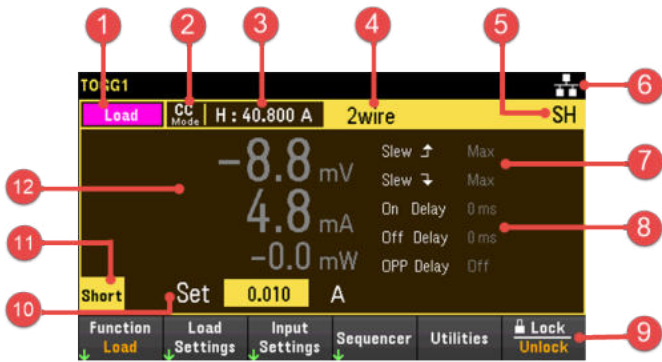 1 2 3 4 5
TOGG1
6
Load CC Mode H : 40.800 A 2wire SH
-8.8 mV Slew Max 7
12 4.8 mA Slew Max
On Delay 0 ms
11 -0.0 mW Off Delay 0 ms 8
OPP Delay Off
Short
10 Set 0.010 A
Function Load Load Settings Input Settings Sequencer Utilities Lock Unlock 9